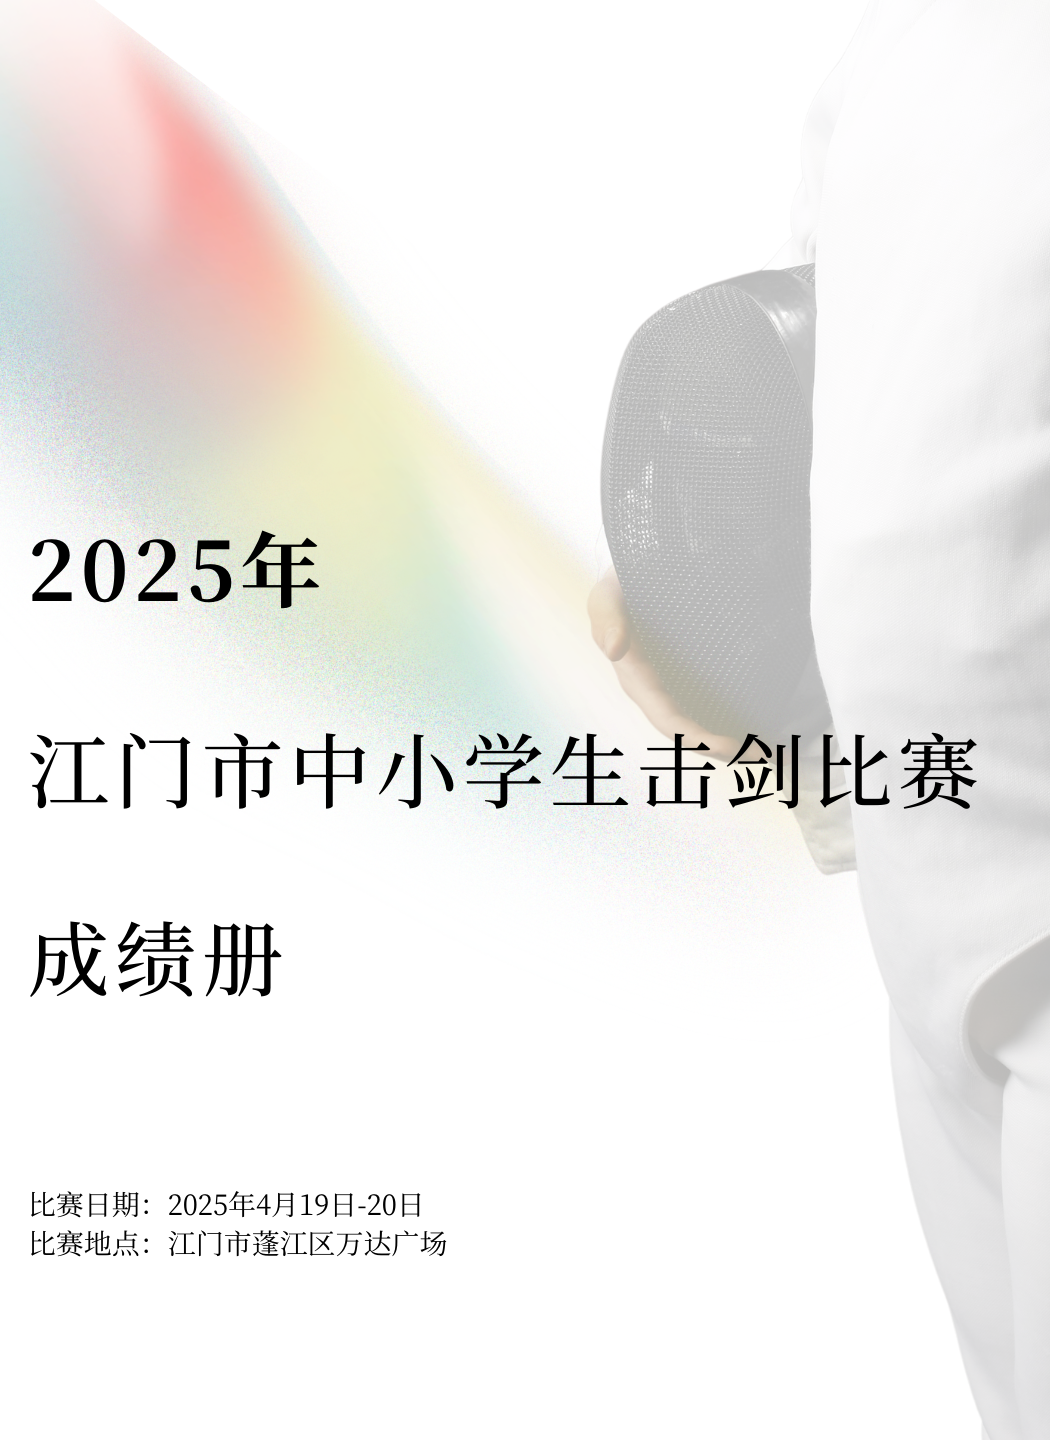 2025年
江门市中小学生击剑比赛
成绩册
比赛日期：2025年4月19日-20日
比赛地点：江门市蓬江区万达广场